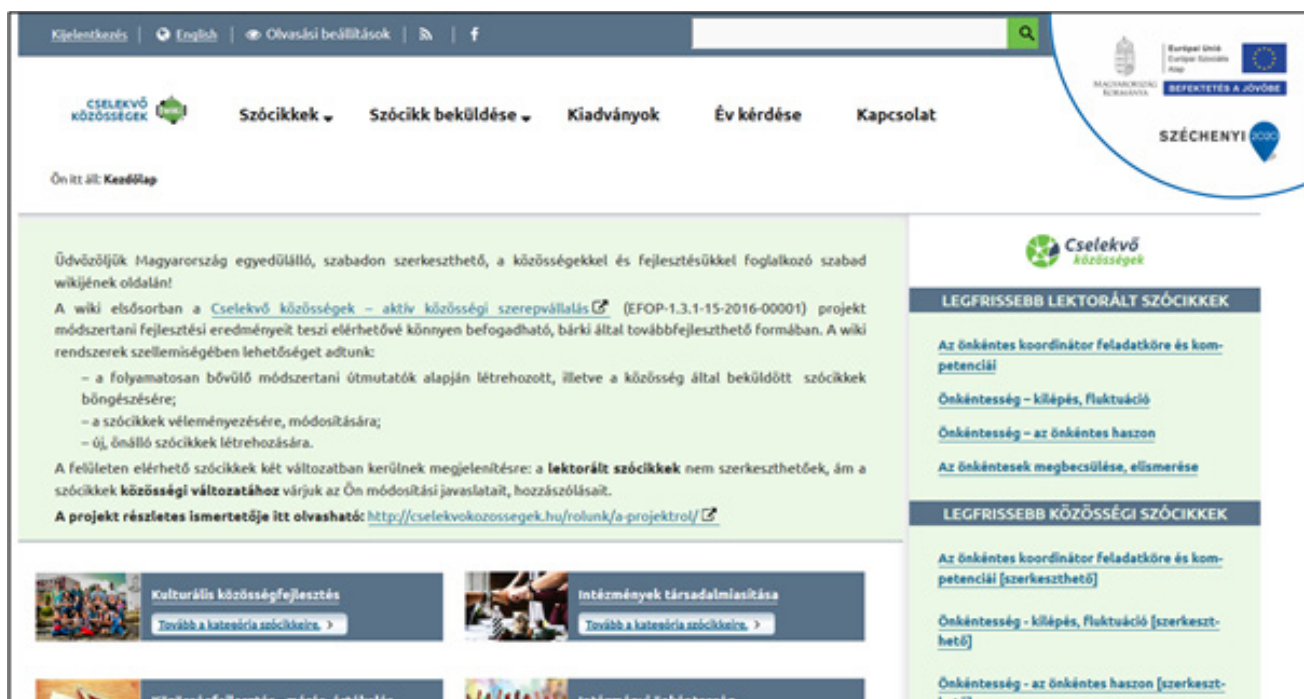 Kijelentkezés | English | Olvasási beállítások
Magyarország
Kormánya
Európai Unió
Európai Szociális
Alap
BEFEKTETÉS A JÖVŐBE
SZÉCHENYI 2020
CSELEKVŐ
KÖZÖSSÉGEK
Szócikkek Szócikk beküldése Kiadványok Év kérdése Kapcsolat
Ön itt áll: Kezdőlap
Üdvözöljük Magyarország egyedülálló, szabadon szerkeszthető, a közösségekkel és fejlesztésükkel foglalkozó szabad
wikijének oldalán!
A wiki elsősorban a Cselekvő közösségek – aktív közösségi szerepvállalás (EFOP-1.3.1-15-2016-00001) projekt
módszertani fejlesztési eredményeit teszi elérhetővé könnyen befogadható, bárki által továbbfejleszthető formában. A wiki
rendszerek szellemiségében lehetőséget adtunk:
– a folyamatosan bővülő módszertani útmutatók alapján létrehozott, illetve a közösség által beküldött szócikkek
böngészésére;
– a szócikkek véleményezésére, módosítására;
– új, önálló szócikkek létrehozására.
A felületen elérhető szócikkek két változatban kerülnek megjelenítésre: a lektorált szócikkek nem szerkeszthetőek, ám a
szócikkek közösségi változatához várjuk az Ön módosítási javaslatait, hozzászólásait.
A projekt részletes ismertetője itt olvasható: http://cselekvokozossegek.hu/rolunk/a-projektrol/
Kulturális közösségfejlesztés
Tovább a kategória szócikkeire. >
Intézmények társadalmiasítása
Tovább a kategória szócikkeire. >
Cselekvő
közösségek
LEGFRISSEBB LEKTORÁLT SZÓCIKKEK
Az önkéntes koordinátor feladatköre és kom-
petenciái
Önkéntesség – kilépés, fluktuáció
Önkéntesség – az önkéntes haszon
Az önkéntesek megbecsülése, elismerése
LEGFRISSEBB KÖZÖSSÉGI SZÓCIKKEK
Az önkéntes koordinátor feladatköre és kom-
petenciái [szerkeszthető]
Önkéntesség - kilépés, fluktuáció [szerkeszt-
hető]
Önkéntesség - az önkéntes haszon [szerkeszt-